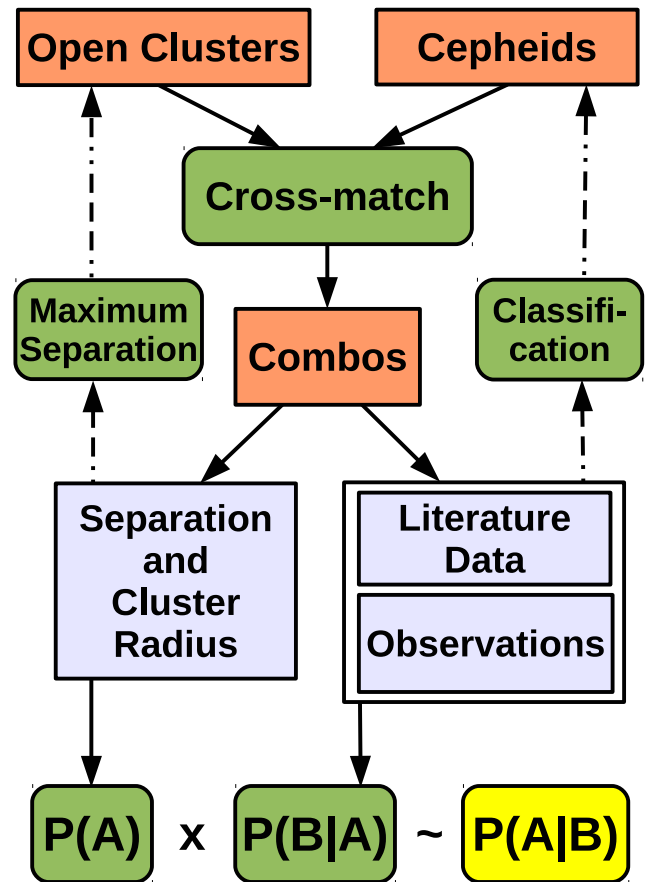 Open Clusters
Cepheids
Cross-match
Maximum
Separation
Classifi-
cation
Combos
Separation
and
Cluster
Radius
Literature
Data
Observations
P(A) x P(B|A) ~ P(A|B)